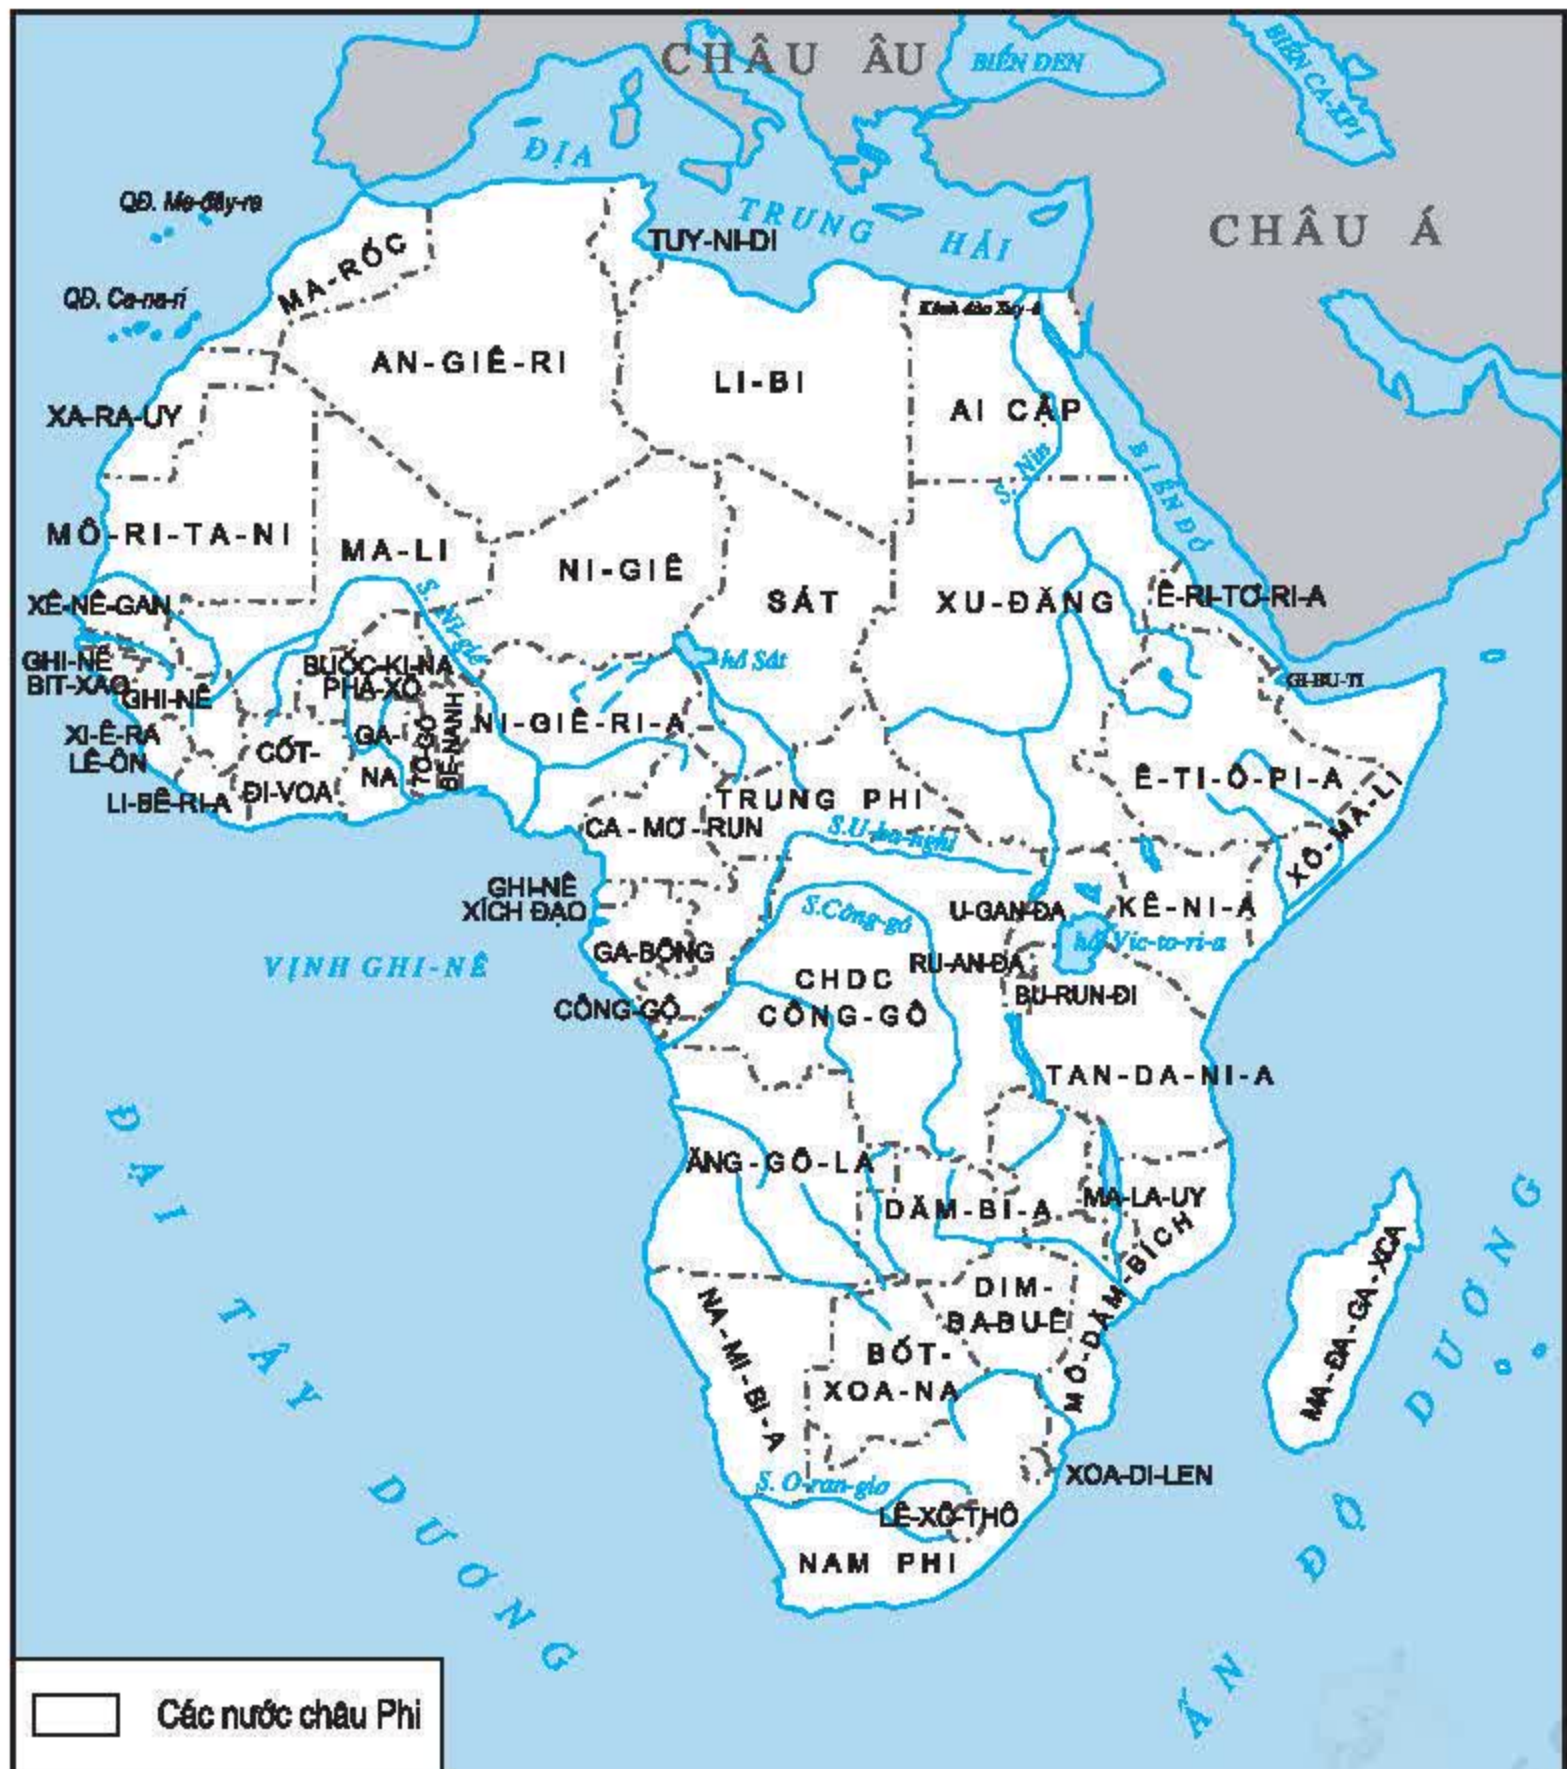 CHÂU ÂU
BIỂN ĐEN
BIỂN CA-XPI
ĐỊA
TRUNG
HẢI
CHÂU Á
QĐ. Ma-đây-ra
QĐ. Ca-na-ri
MA-RỐC
TUY-NI-DI
Kênh đào Xuy-ê
AN-GIÊ-RI
LI-BI
AI CẬP
XA-RA-UY
S. Nin
BIỂN ĐỎ
MÔ-RI-TA-NI
MA-LI
NI-GIÊ
SÁT
XU-ĐĂNG
Ê-RI-TƠ-RI-A
XÊ-NÊ-GAN
S. Ni-giê
hồ Sát
GHI-NÊ
BIT-XAO
GHI-NÊ
BUỐC-KI-NA
PHA-XÔ
GI-BU-TI
XI-Ê-RA
LÊ-ÔN
CỐT-
ĐI-VOA
GA-
NA
TÔ-GÔ
BÊ-NANH
NI-GIÊ-RI-A
LI-BÊ-RI-A
Ê-TI-Ô-PI-A
XÔ-MA-LI
TRUNG PHI
CA-MƠ-RUN
S.U-ba-nghi
GHI-NÊ
XÍCH ĐẠO
S.Công-gô
U-GAN-ĐA
KÊ-NI-A
hồ Vic-to-ri-a
GA-BÔNG
RU-AN-ĐA
BU-RUN-ĐI
VỊNH GHI-NÊ
CHDC
CÔNG-GÔ
CÔNG-GÔ
TAN-DA-NI-A
ĂNG-GÔ-LA
DĂM-BI-A
MA-LA-UY
MÔ-DĂM-BÍCH
DIM-
BA-BU-Ê
NA-MI-BI-A
BỐT-
XOA-NA
MA-ĐA-GA-XCA
XOA-DI-LEN
S. O-ran-giơ
LÊ-XÔ-THÔ
NAM PHI
ĐẠI TÂY DƯƠNG
ẤN ĐỘ DƯƠNG
Các nước châu Phi